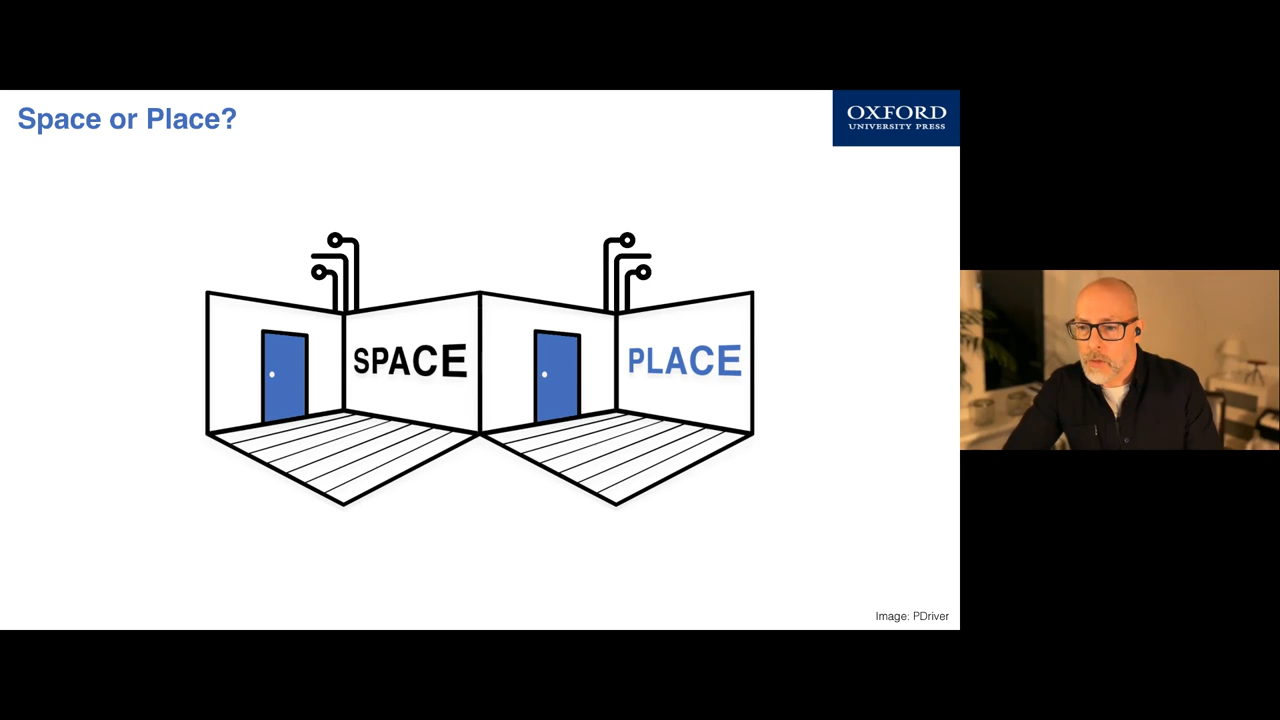 Space or Place?
OXFORD
UNIVERSITY PRESS
SPACE
PLACE
Image: PDriver